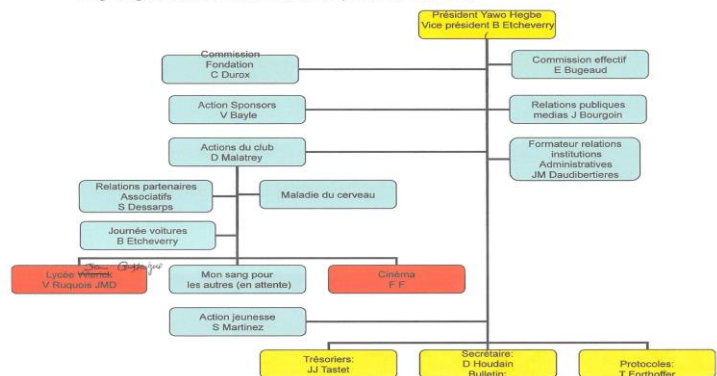 Président Yawo Hegbe
Vice président B Etcheverry
Commission
Fondation
C Durox
Commission effectif
E Bugeaud
Action Sponsors
V Bayle
Relations publiques
medias J Bourgoin
Actions du club
D Malatrey
Formateur relations
institutions
Administratives
JM Daudibertieres
Relations partenaires
Associatifs
S Dessarps
Maladie du cerveau
Journée voitures
B Etcheverry
Lycée
V Ruquois JMD
Mon sang pour
les autres (en attente)
Cinéma
F F
Action jeunesse
S Martinez
Trésoriers:
JJ Tastet
Secrétaire:
D Houdain
Bulletin:
Protocoles:
T Forthoffer